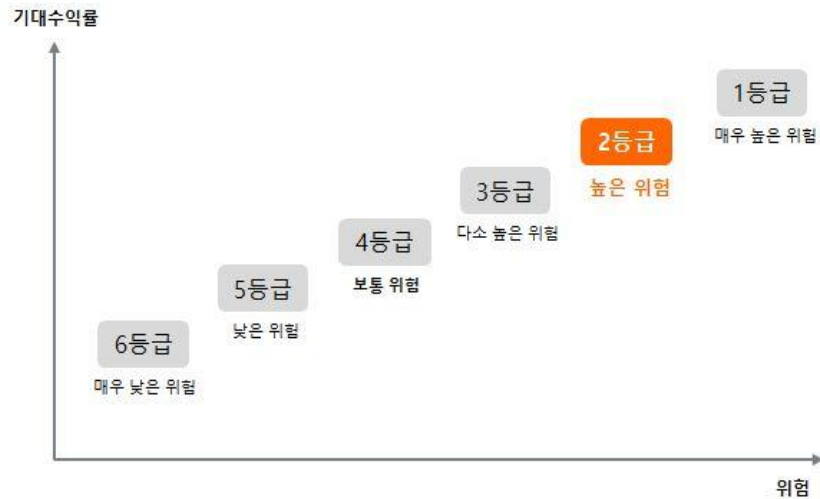 기대수익률
1등급
매우 높은 위험
2등급
높은 위험
3등급
다소 높은 위험
4등급
보통 위험
5등급
낮은 위험
6등급
매우 낮은 위험
위험